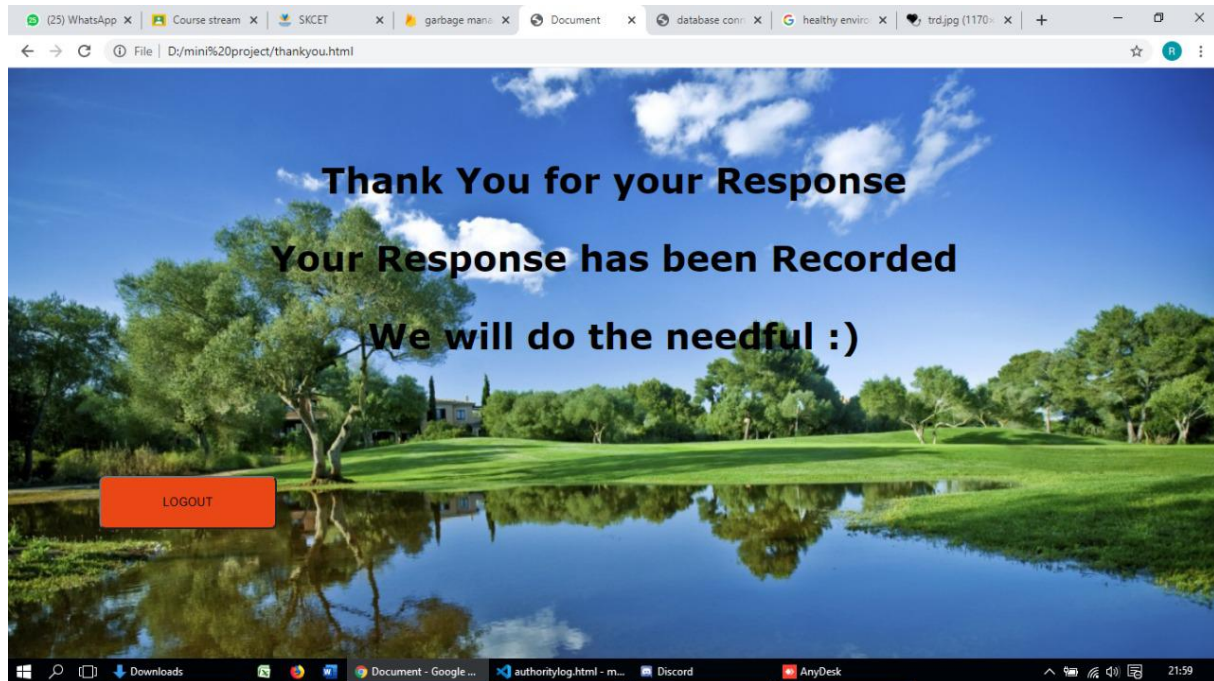 (25) WhatsApp
Course stream
SKCET
garbage mana
Document
database conn
healthy enviro
trd.jpg (1170×
File | D:/mini%20project/thankyou.html
R
Thank You for your Response
Your Response has been Recorded
We will do the needful :)
LOGOUT
Downloads
Document - Google ...
authoritylog.html - m...
Discord
AnyDesk
21:59